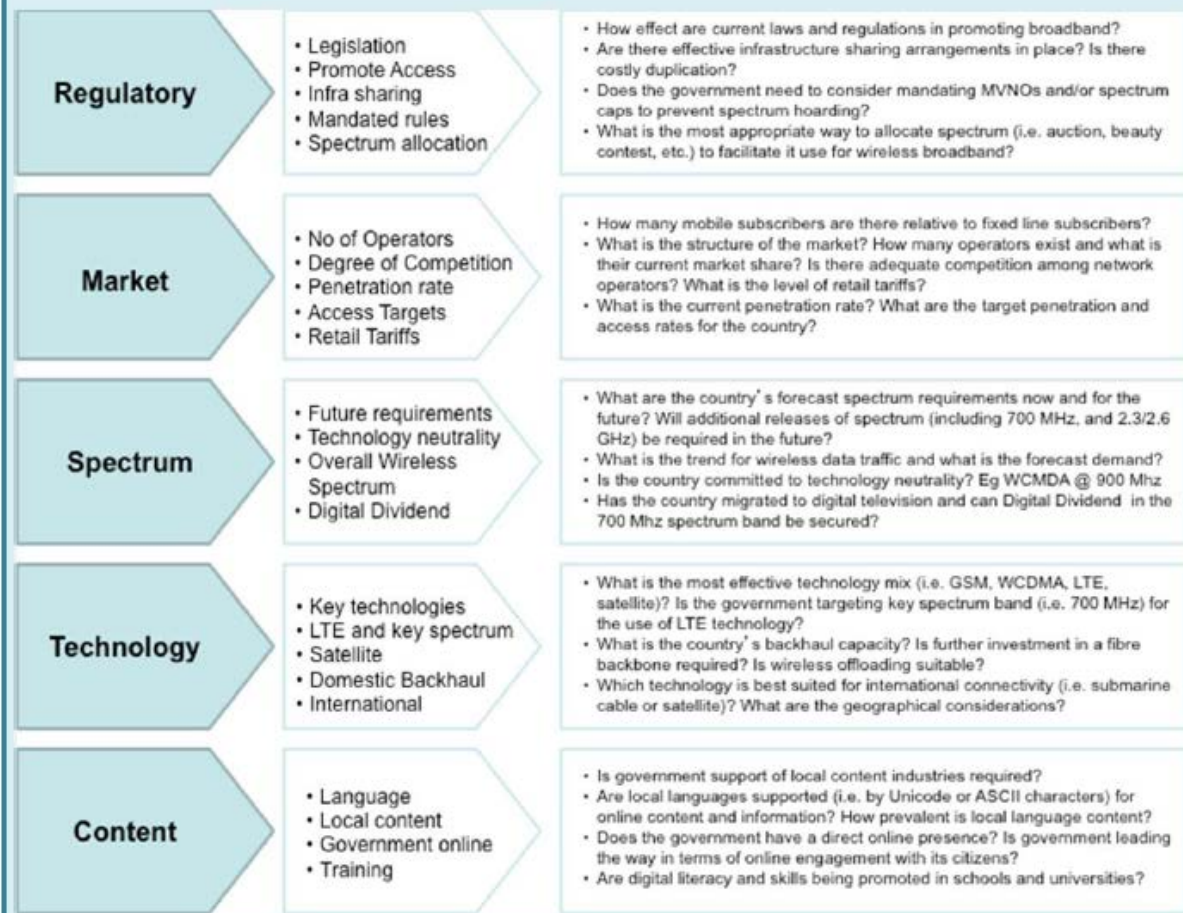 Regulatory
• Legislation
• Promote Access
• Infra sharing
• Mandated rules
• Spectrum allocation
• How effect are current laws and regulations in promoting broadband?
• Are there effective infrastructure sharing arrangements in place? Is there
costly duplication?
• Does the government need to consider mandating MVNOs and/or spectrum
caps to prevent spectrum hoarding?
• What is the most appropriate way to allocate spectrum (i.e. auction, beauty
contest, etc.) to facilitate it use for wireless broadband?
Market
• No of Operators
• Degree of Competition
• Penetration rate
• Access Targets
• Retail Tariffs
• How many mobile subscribers are there relative to fixed line subscribers?
• What is the structure of the market? How many operators exist and what is
their current market share? Is there adequate competition among network
operators? What is the level of retail tariffs?
• What is the current penetration rate? What are the target penetration and
access rates for the country?
Spectrum
• Future requirements
• Technology neutrality
• Overall Wireless
Spectrum
• Digital Dividend
• What are the country's forecast spectrum requirements now and for the
future? Will additional releases of spectrum (including 700 MHz, and 2.3/2.6
GHz) be required in the future?
• What is the trend for wireless data traffic and what is the forecast demand?
• Is the country committed to technology neutrality? Eg WCMDA @ 900 Mhz
• Has the country migrated to digital television and can Digital Dividend in the
700 Mhz spectrum band be secured?
Technology
• Key technologies
• LTE and key spectrum
• Satellite
• Domestic Backhaul
• International
• What is the most effective technology mix (i.e. GSM, WCDMA, LTE,
satellite)? Is the government targeting key spectrum band (i.e. 700 MHz) for
the use of LTE technology?
• What is the country's backhaul capacity? Is further investment in a fibre
backbone required? Is wireless offloading suitable?
• Which technology is best suited for international connectivity (i.e. submarine
cable or satellite)? What are the geographical considerations?
Content
• Language
• Local content
• Government online
• Training
• Is government support of local content industries required?
• Are local languages supported (i.e. by Unicode or ASCII characters) for
online content and information? How prevalent is local language content?
• Does the government have a direct online presence? Is government leading
the way in terms of online engagement with its citizens?
• Are digital literacy and skills being promoted in schools and universities?